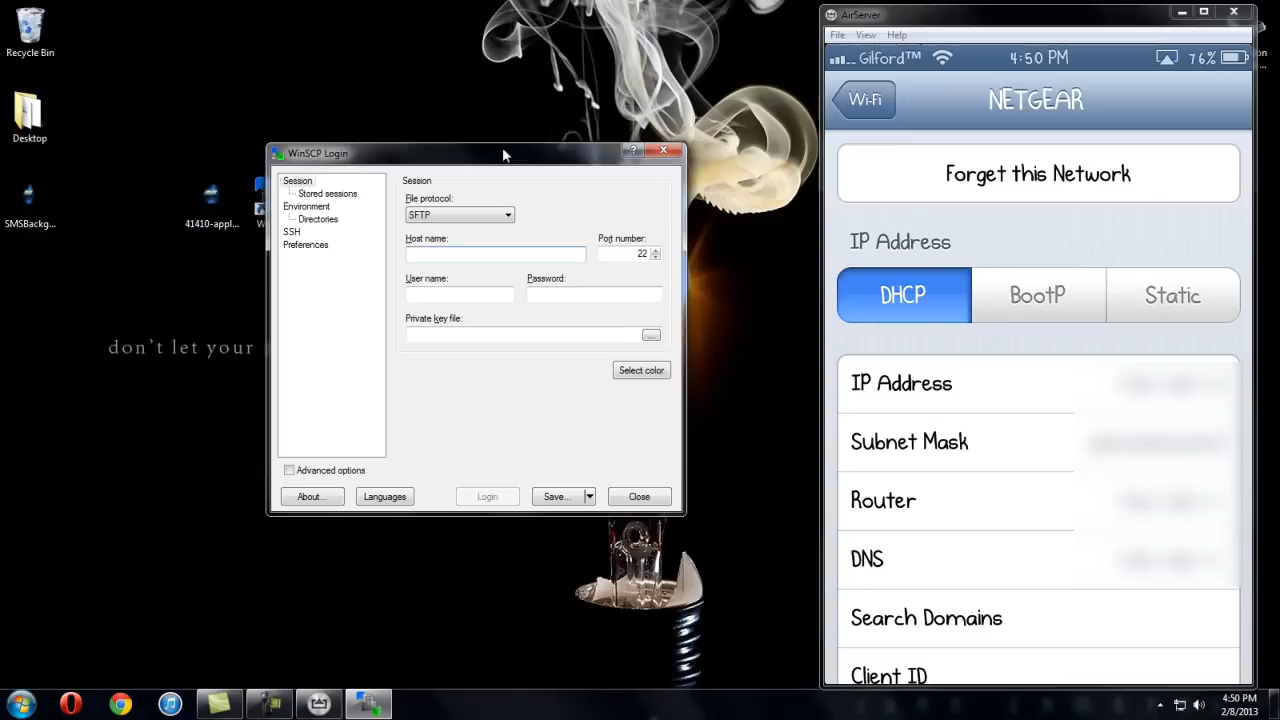 Recycle Bin
Desktop
SMSBackg...
41410-appl...
don't let your
WinSCP Login
?
Session
Stored sessions
Environment
Directories
SSH
Preferences
Session
File protocol:
SFTP
Host name:
Port number:
22
User name:
Password:
Private key file:
...
Select color
Advanced options
About...
Languages
Login
Save...
Close
AirServer
File View Help
Gilford™ 4:50 PM 76%
Wi-Fi
NETGEAR
Forget this Network
IP Address
DHCP BootP Static
IP Address
Subnet Mask
Router
DNS
Search Domains
Client ID
4:50 PM
2/8/2013